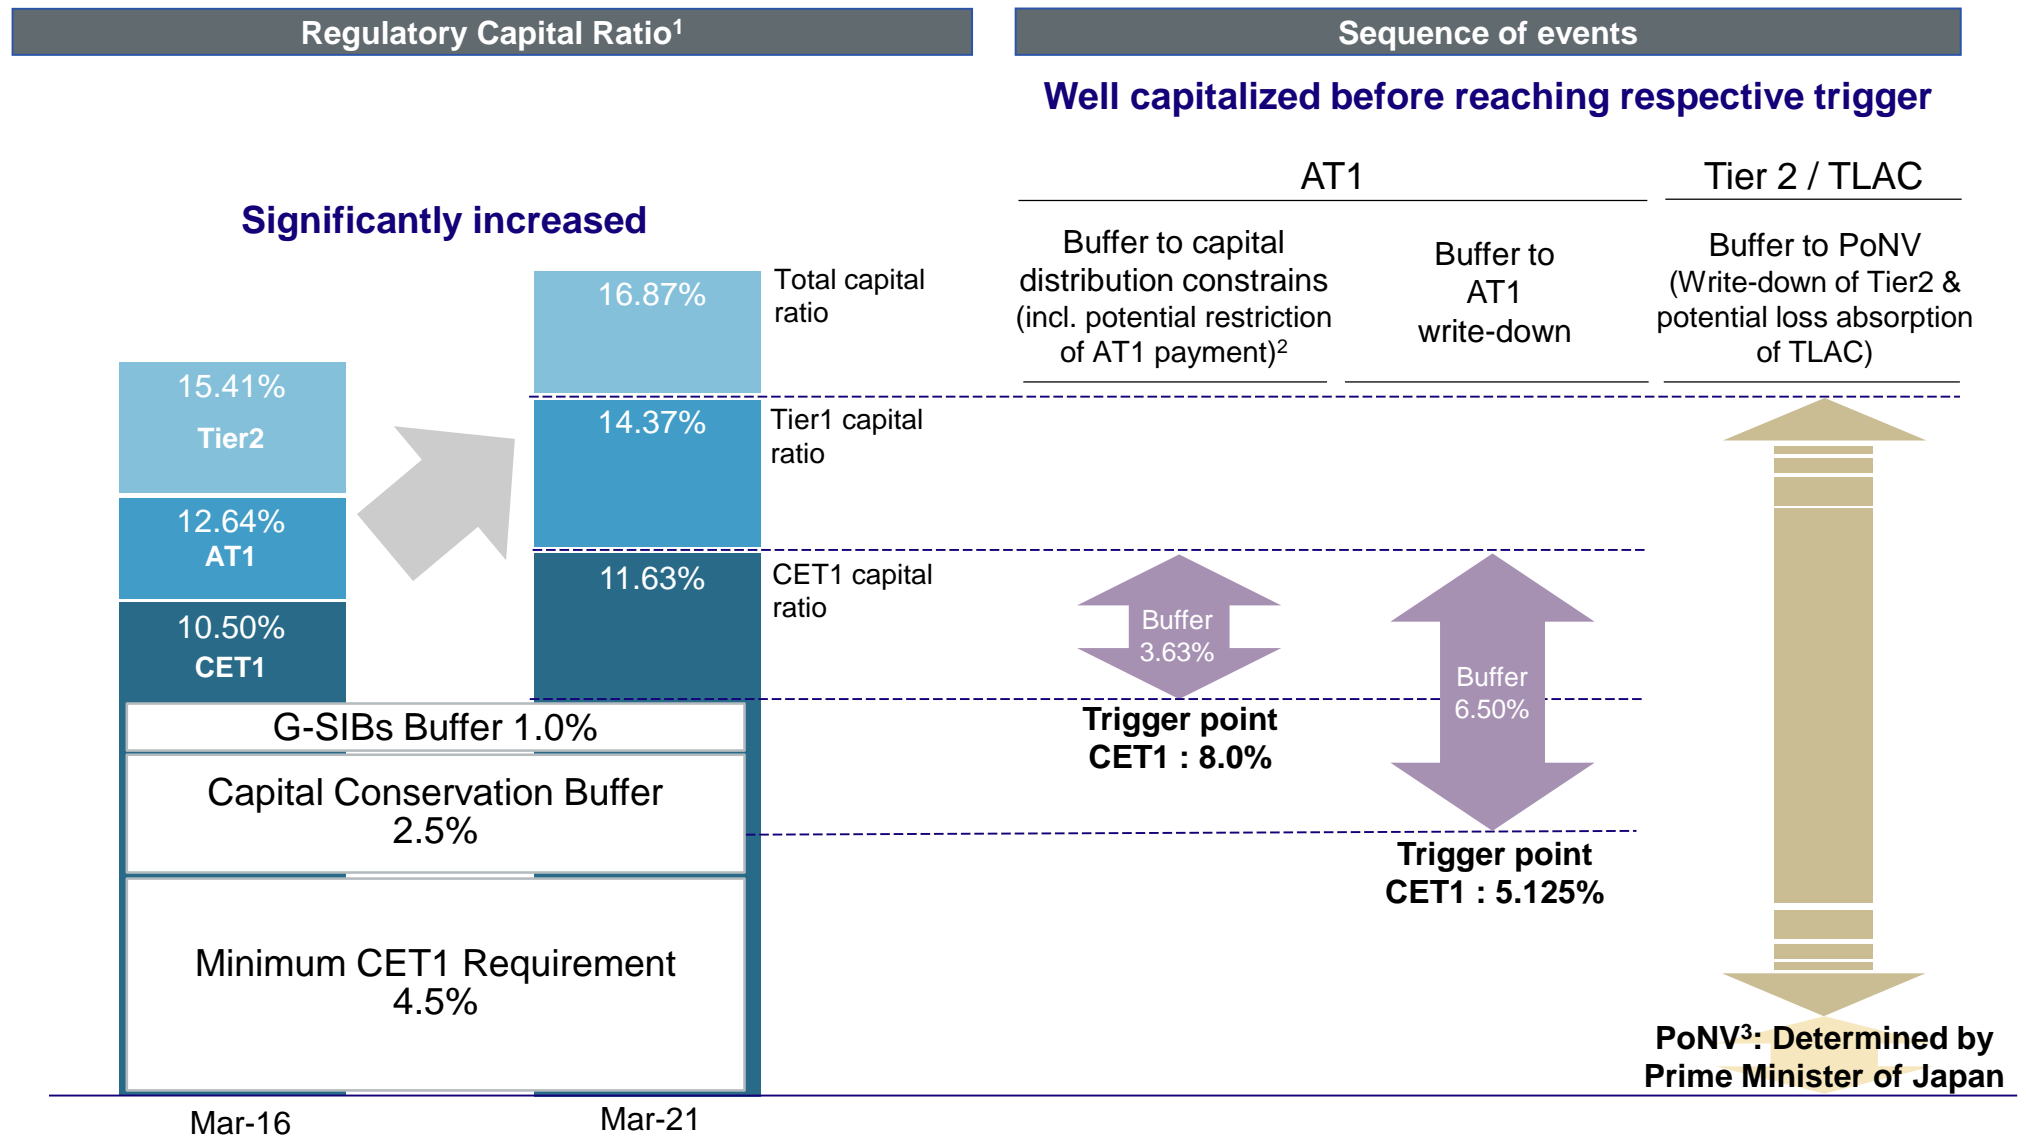 Regulatory Capital Ratio1
Significantly increased
15.41%
Tier2
12.64%
AT1
10.50%
CET1
16.87%
Total capital
ratio
14.37%
Tier1 capital
ratio
11.63%
CET1 capital
ratio
G-SIBs Buffer 1.0%
Capital Conservation Buffer
2.5%
Minimum CET1 Requirement
4.5%
Mar-16
Mar-21
Sequence of events
Well capitalized before reaching respective trigger
AT1
Tier 2 / TLAC
Buffer to capital
distribution constrains
(incl. potential restriction
of AT1 payment)2
Buffer to
AT1
write-down
Buffer to PoNV
(Write-down of Tier2 &
potential loss absorption
of TLAC)
Buffer
3.63%
Trigger point
CET1 : 8.0%
Buffer
6.50%
Trigger point
CET1 : 5.125%
PoNV3: Determined by
Prime Minister of Japan